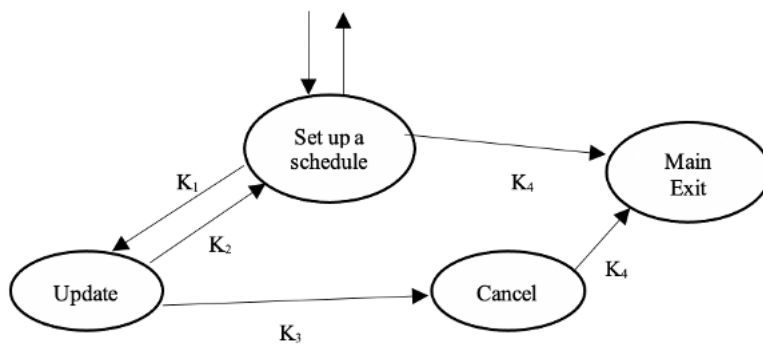 Set up a
schedule
Main
Exit
K₁
K₄
K₂
K₄
Update
Cancel
K₃